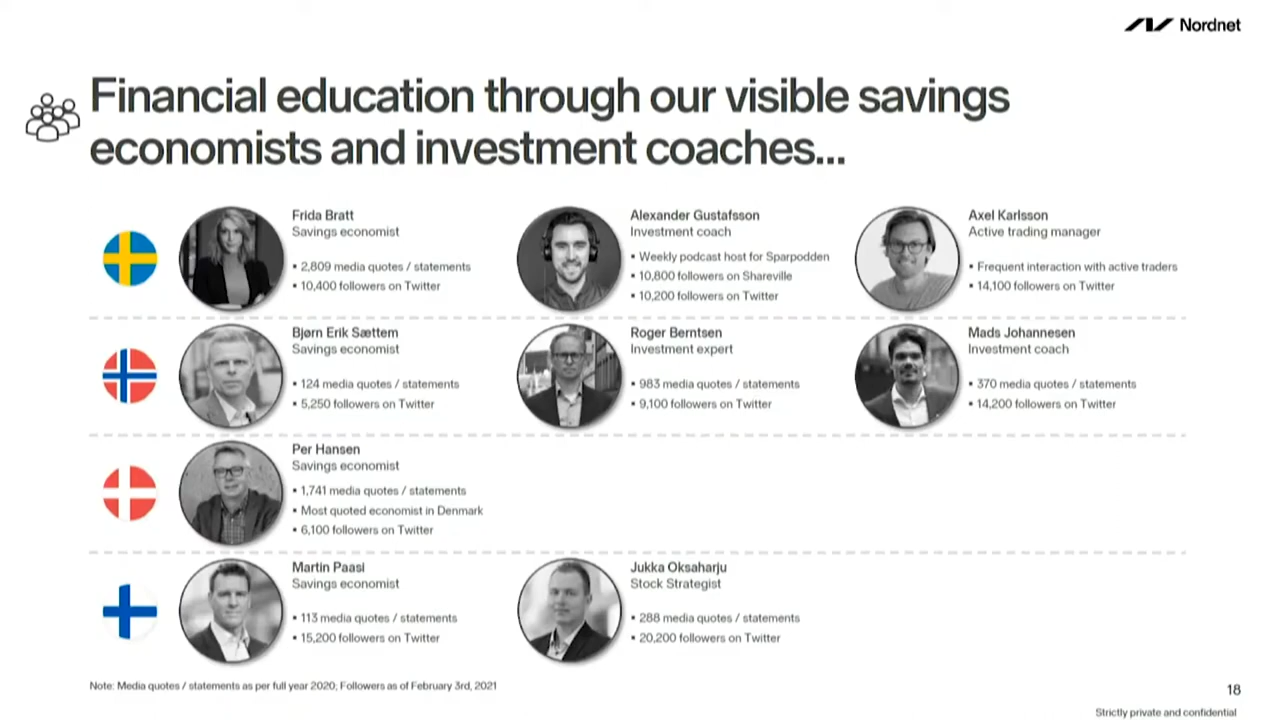 Nordnet
Financial education through our visible savings
economists and investment coaches...
Frida Bratt
Savings economist
▪ 2,809 media quotes / statements
▪ 10,400 followers on Twitter
Alexander Gustafsson
Investment coach
▪ Weekly podcast host for Sparpodden
▪ 10,800 followers on Shareville
▪ 10,200 followers on Twitter
Axel Karlsson
Active trading manager
▪ Frequent interaction with active traders
▪ 14,100 followers on Twitter
Bjørn Erik Sættem
Savings economist
▪ 124 media quotes / statements
▪ 5,250 followers on Twitter
Roger Berntsen
Investment expert
▪ 983 media quotes / statements
▪ 9,100 followers on Twitter
Mads Johannesen
Investment coach
▪ 370 media quotes / statements
▪ 14,200 followers on Twitter
Per Hansen
Savings economist
▪ 1,741 media quotes / statements
▪ Most quoted economist in Denmark
▪ 6,100 followers on Twitter
Martin Paasi
Savings economist
▪ 113 media quotes / statements
▪ 15,200 followers on Twitter
Jukka Oksaharju
Stock Strategist
▪ 288 media quotes / statements
▪ 20,200 followers on Twitter
Note: Media quotes / statements as per full year 2020; Followers as of February 3rd, 2021
18
Strictly private and confidential